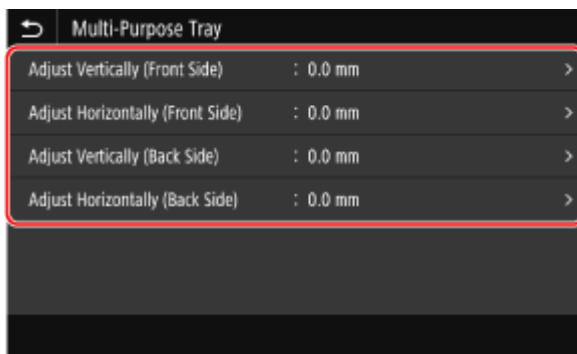 Multi-Purpose Tray
Adjust Vertically (Front Side) : 0.0 mm >
Adjust Horizontally (Front Side) : 0.0 mm >
Adjust Vertically (Back Side) : 0.0 mm >
Adjust Horizontally (Back Side) : 0.0 mm >